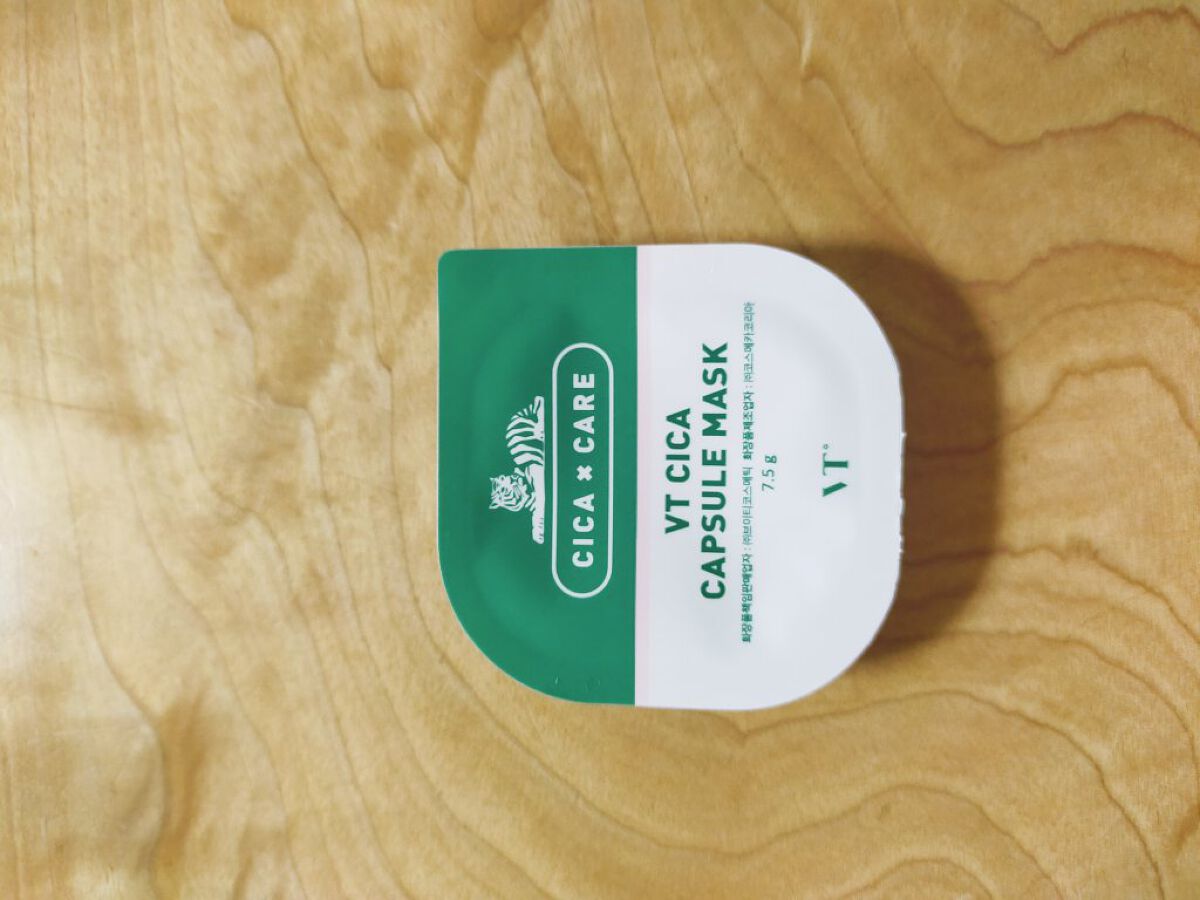 CICA × CARE
VT CICA
CAPSULE MASK
화장품책임판매업자 : ㈜브이티코스메틱 화장품제조업자 : ㈜코스메카코리아
7.5 g
VT